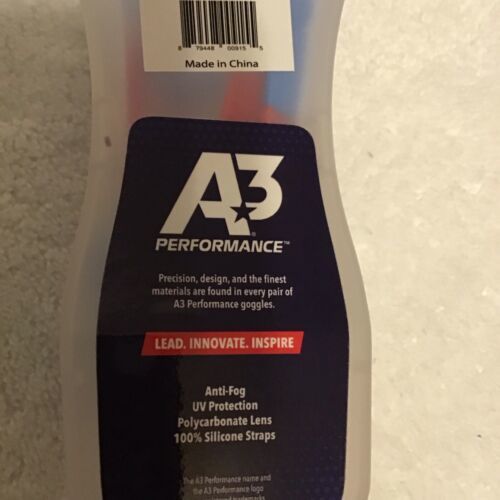 8 79448 00915 5
Made in China
A3
PERFORMANCE™
Precision, design, and the finest
materials are found in every pair of
A3 Performance goggles.
LEAD. INNOVATE. INSPIRE
Anti-Fog
UV Protection
Polycarbonate Lens
100% Silicone Straps
The A3 Performance name and
the A3 Performance logo
trademarks